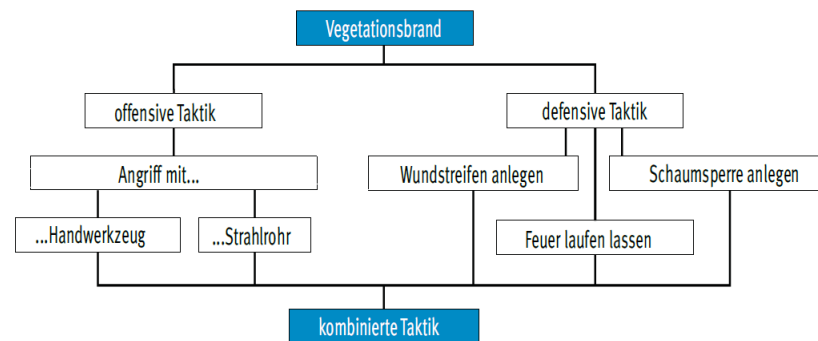 Vegetationsbrand
offensive Taktik
defensive Taktik
Angriff mit...
Wundstreifen anlegen
Schaumsperre anlegen
...Handwerkzeug
...Strahlrohr
Feuer laufen lassen
kombinierte Taktik